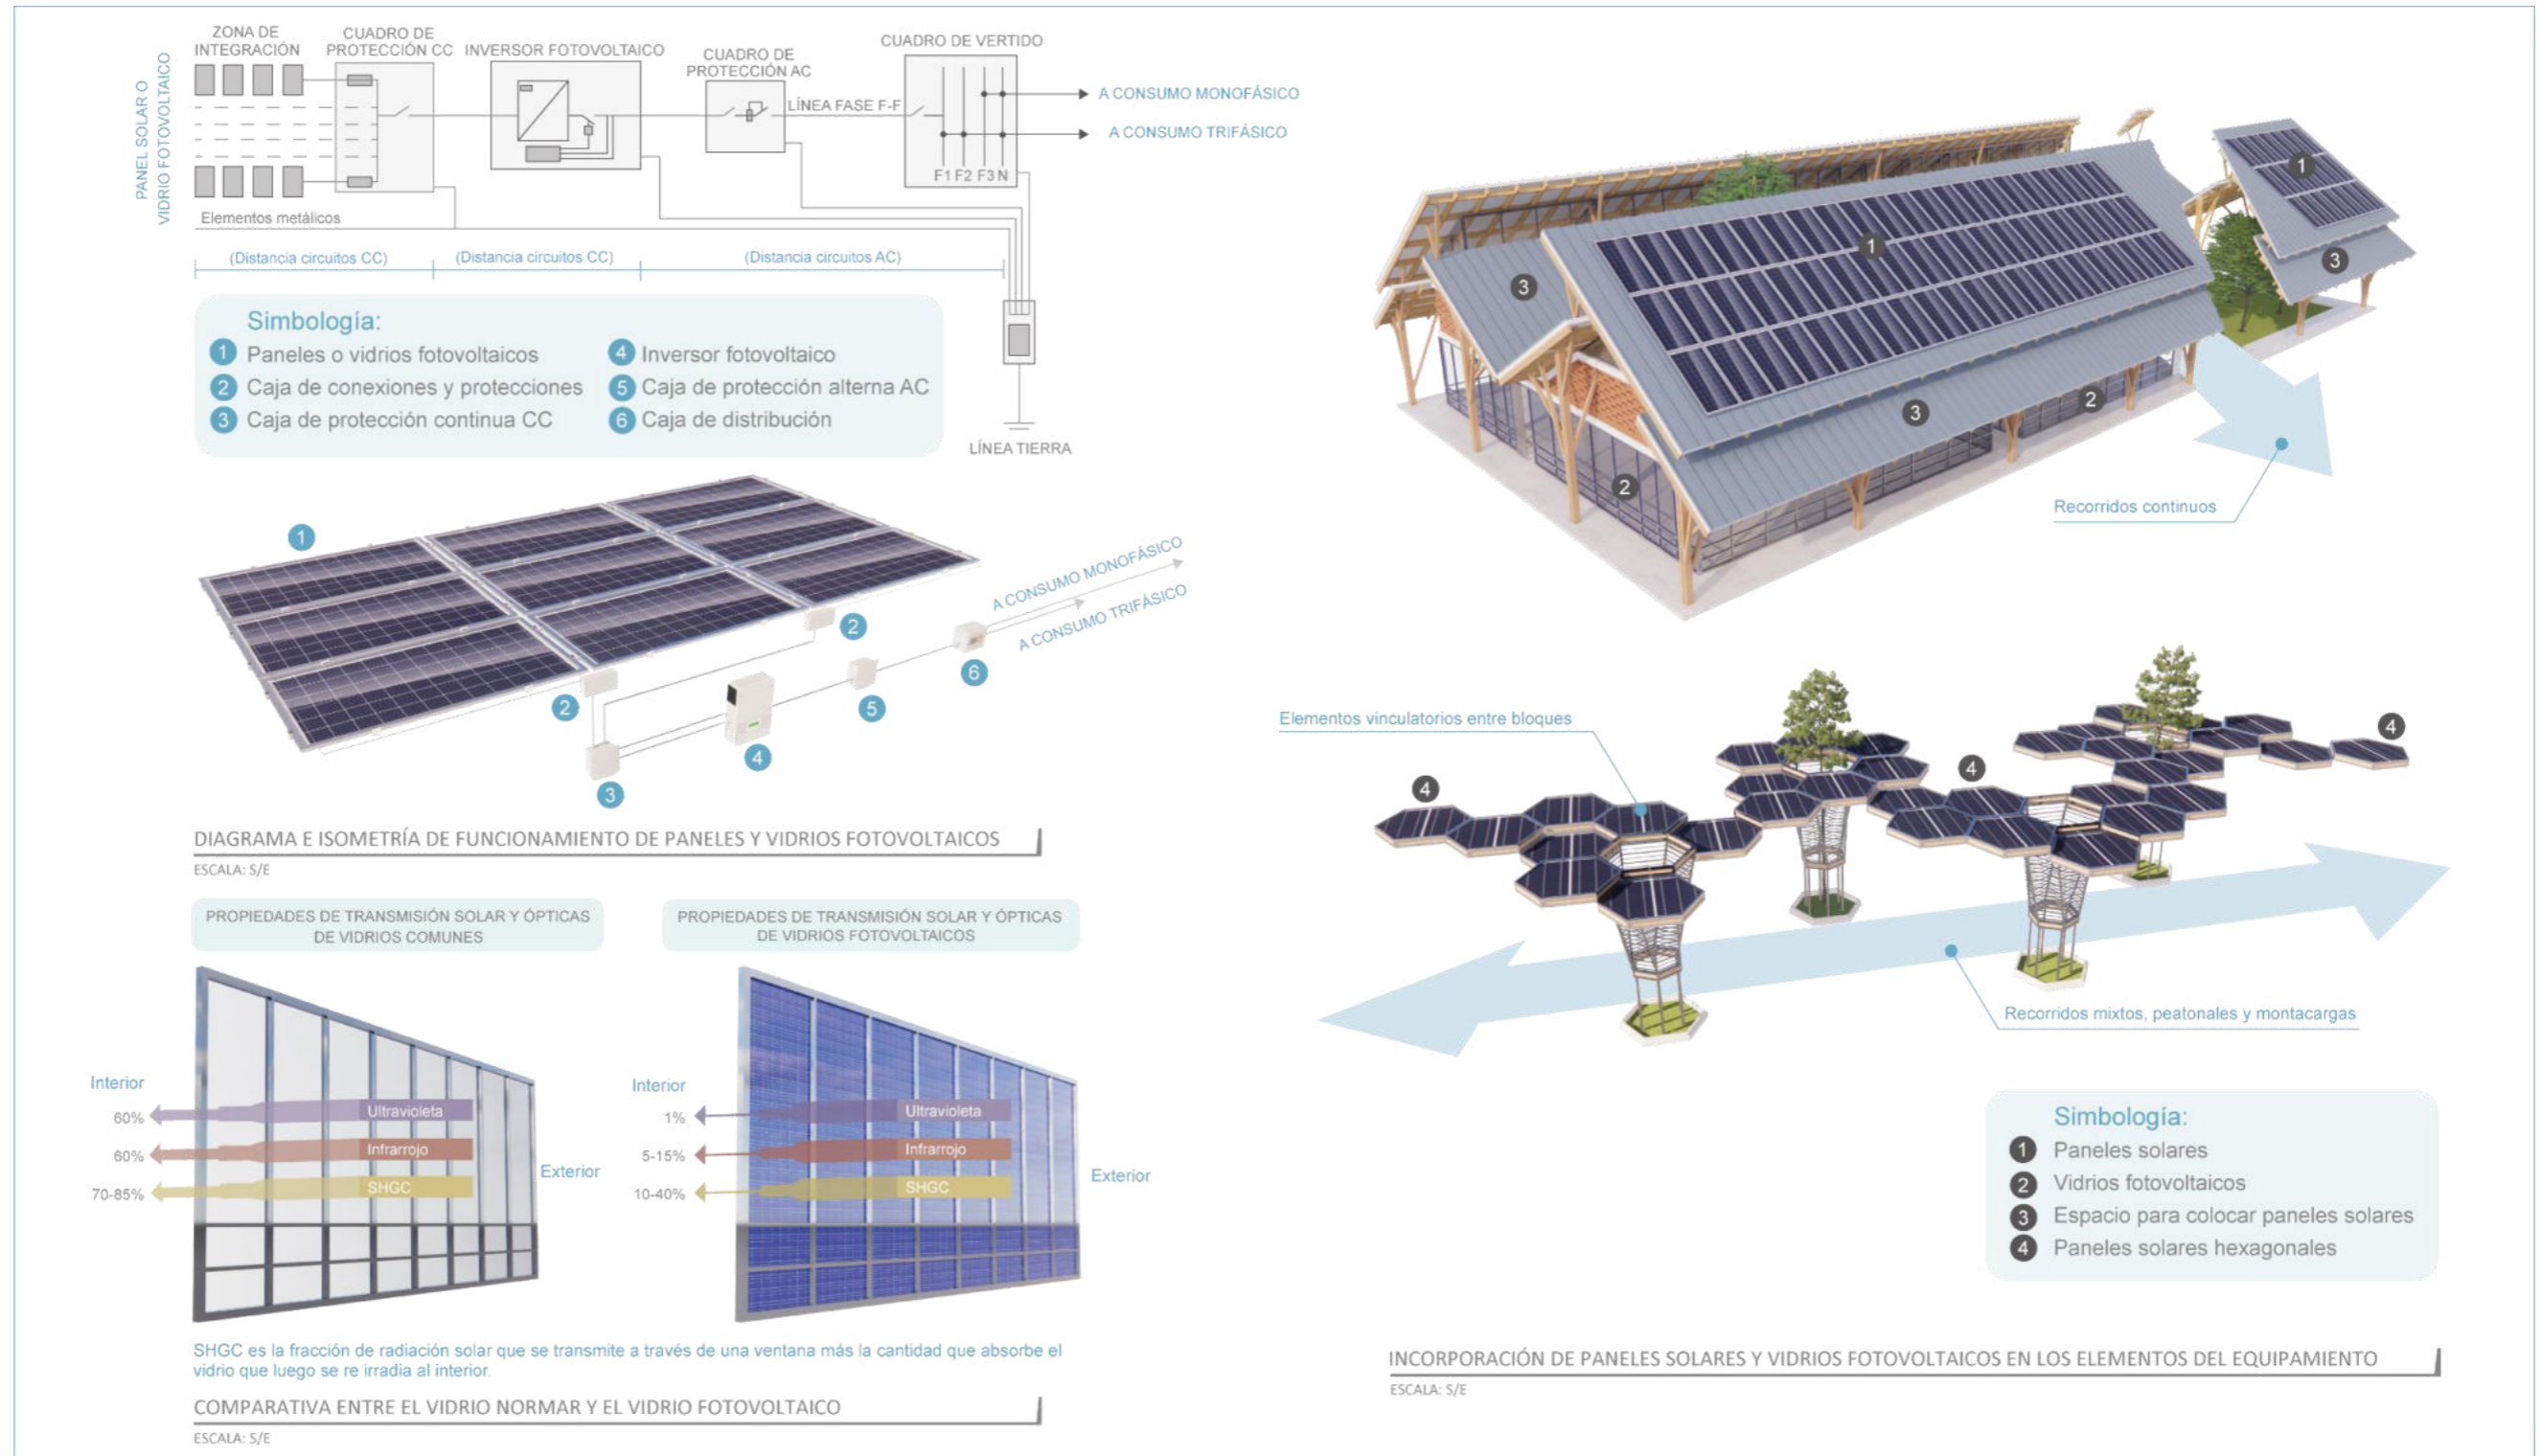 ZONA DE
INTEGRACIÓN
CUADRO DE
PROTECCIÓN CC
INVERSOR FOTOVOLTAICO
CUADRO DE
PROTECCIÓN AC
CUADRO DE VERTIDO
PANEL SOLAR O
VIDRIO FOTOVOLTAICO
LÍNEA FASE F-F
A CONSUMO MONOFÁSICO
A CONSUMO TRIFÁSICO
F1 F2 F3 N
Elementos metálicos
(Distancia circuitos CC)
(Distancia circuitos CC)
(Distancia circuitos AC)
LÍNEA TIERRA
Simbología:
1 Paneles o vidrios fotovoltaicos
2 Caja de conexiones y protecciones
3 Caja de protección continua CC
4 Inversor fotovoltaico
5 Caja de protección alterna AC
6 Caja de distribución
1
2
2
3
4
5
6
A CONSUMO MONOFÁSICO
A CONSUMO TRIFÁSICO
DIAGRAMA E ISOMETRÍA DE FUNCIONAMIENTO DE PANELES Y VIDRIOS FOTOVOLTAICOS
ESCALA: S/E
PROPIEDADES DE TRANSMISIÓN SOLAR Y ÓPTICAS
DE VIDRIOS COMUNES
Interior
60%
60%
70-85%
Ultravioleta
Infrarrojo
SHGC
Exterior
PROPIEDADES DE TRANSMISIÓN SOLAR Y ÓPTICAS
DE VIDRIOS FOTOVOLTAICOS
Interior
1%
5-15%
10-40%
Ultravioleta
Infrarrojo
SHGC
Exterior
SHGC es la fracción de radiación solar que se transmite a través de una ventana más la cantidad que absorbe el
vidrio que luego se re irradia al interior.
COMPARATIVA ENTRE EL VIDRIO NORMAR Y EL VIDRIO FOTOVOLTAICO
ESCALA: S/E
1
1
3
3
3
2
2
Recorridos continuos
Elementos vinculatorios entre bloques
4
4
4
Recorridos mixtos, peatonales y montacargas
Simbología:
1 Paneles solares
2 Vidrios fotovoltaicos
3 Espacio para colocar paneles solares
4 Paneles solares hexagonales
INCORPORACIÓN DE PANELES SOLARES Y VIDRIOS FOTOVOLTAICOS EN LOS ELEMENTOS DEL EQUIPAMIENTO
ESCALA: S/E